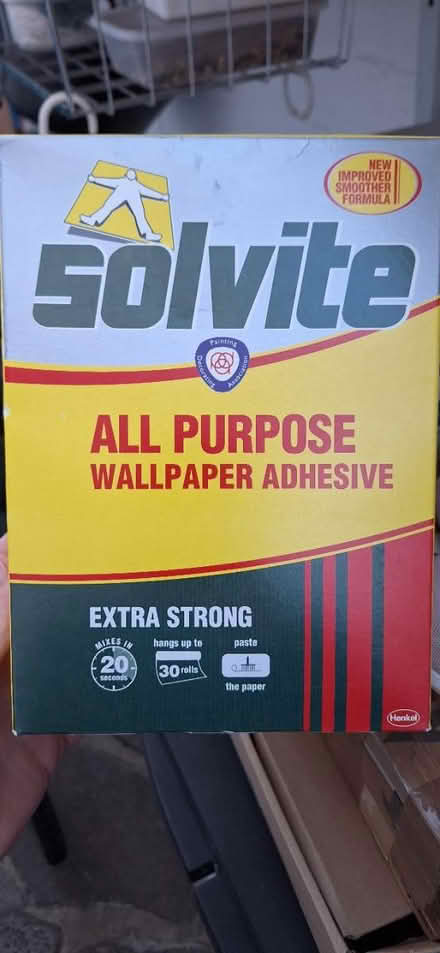 NEW
IMPROVED
SMOOTHER
FORMULA
solvite
Painting
Decorating
Association
ALL PURPOSE
WALLPAPER ADHESIVE
EXTRA STRONG
MIXES IN
20
seconds
hangs up to
30 rolls
paste
the paper
Henkel